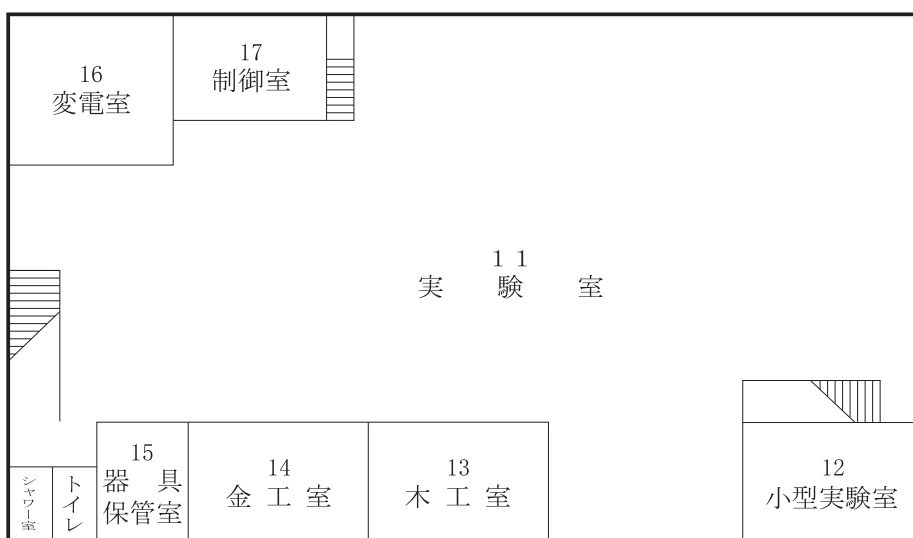 16
変電室
17
制御室
１１
実験室
15
器具
保管室
14
金工室
13
木工室
12
小型実験室
シャワー室
トイレ